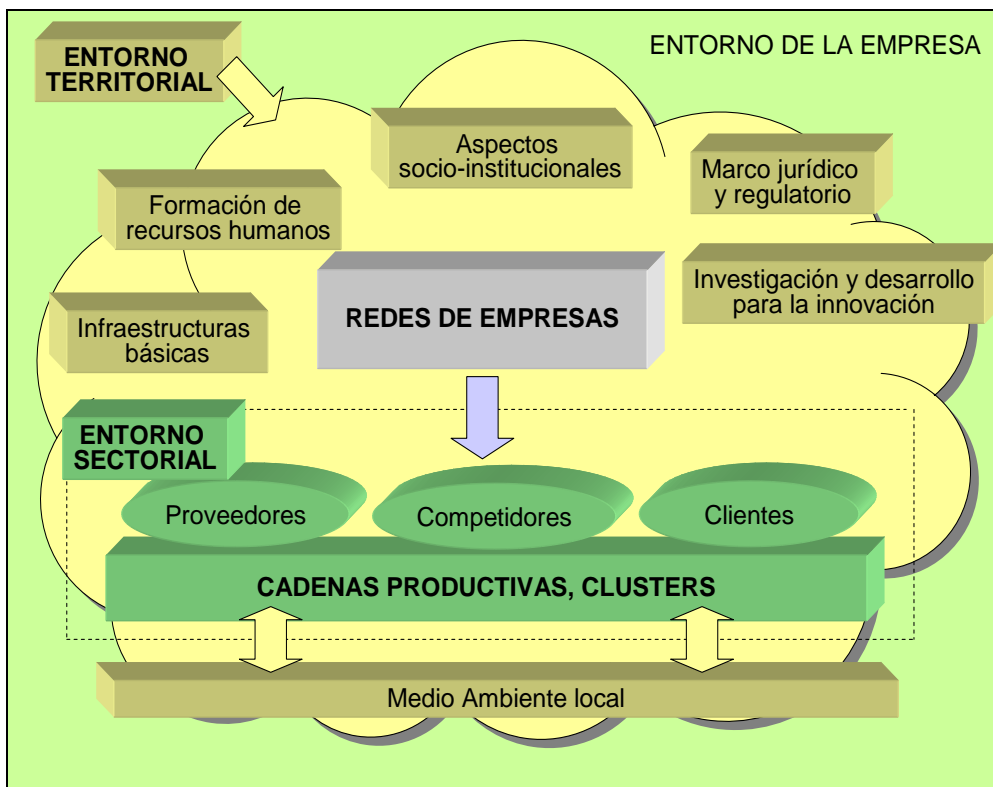 ENTORNO DE LA EMPRESA
ENTORNO
TERRITORIAL
Aspectos
socio-institucionales
Marco jurídico
y regulatorio
Formación de
recursos humanos
Investigación y desarrollo
para la innovación
REDES DE EMPRESAS
Infraestructuras
básicas
ENTORNO
SECTORIAL
Proveedores
Competidores
Clientes
CADENAS PRODUCTIVAS, CLUSTERS
Medio Ambiente local